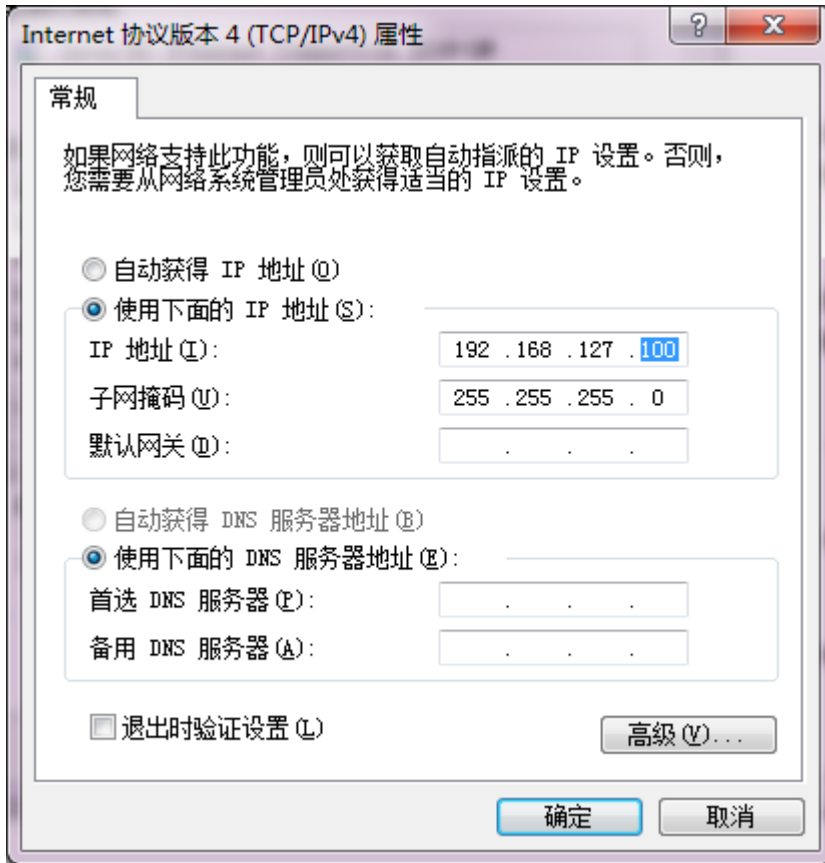 Internet 协议版本 4 (TCP/IPv4) 属性
常规
如果网络支持此功能，则可以获取自动指派的 IP 设置。否则，
您需要从网络系统管理员处获得适当的 IP 设置。
自动获得 IP 地址(O)
使用下面的 IP 地址(S):
IP 地址(I): 192 .168 .127 .100
子网掩码(U): 255 .255 .255 . 0
默认网关(D): . . .
自动获得 DNS 服务器地址(B)
使用下面的 DNS 服务器地址(E):
首选 DNS 服务器(P): . . .
备用 DNS 服务器(A): . . .
退出时验证设置(L)
高级(V)...
确定 取消